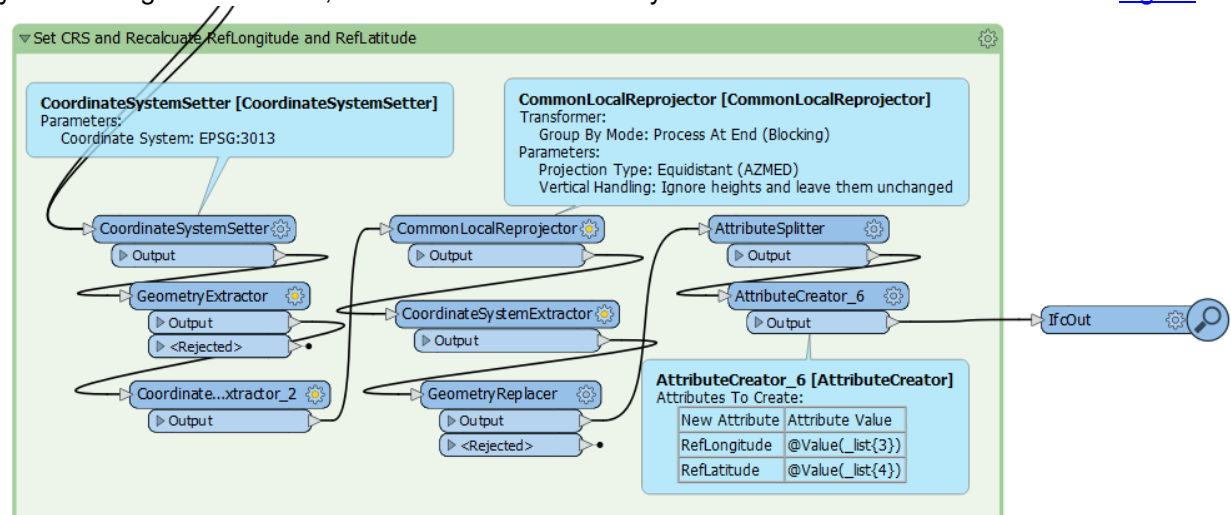 Set CRS and Recalcuate RefLongitude and RefLatitude
CoordinateSystemSetter [CoordinateSystemSetter]
Parameters:
Coordinate System: EPSG:3013
CommonLocalReprojector [CommonLocalReprojector]
Transformer:
Group By Mode: Process At End (Blocking)
Parameters:
Projection Type: Equidistant (AZMED)
Vertical Handling: Ignore heights and leave them unchanged
CoordinateSystemSetter
Output
GeometryExtractor
Output
<Rejected>
Coordinate...xtractor_2
Output
CommonLocalReprojector
Output
CoordinateSystemExtractor
Output
GeometryReplacer
Output
<Rejected>
AttributeSplitter
Output
AttributeCreator_6
Output
IfcOut
AttributeCreator_6 [AttributeCreator]
Attributes To Create:
New Attribute Attribute Value
RefLongitude @Value(_list{3})
RefLatitude @Value(_list{4})